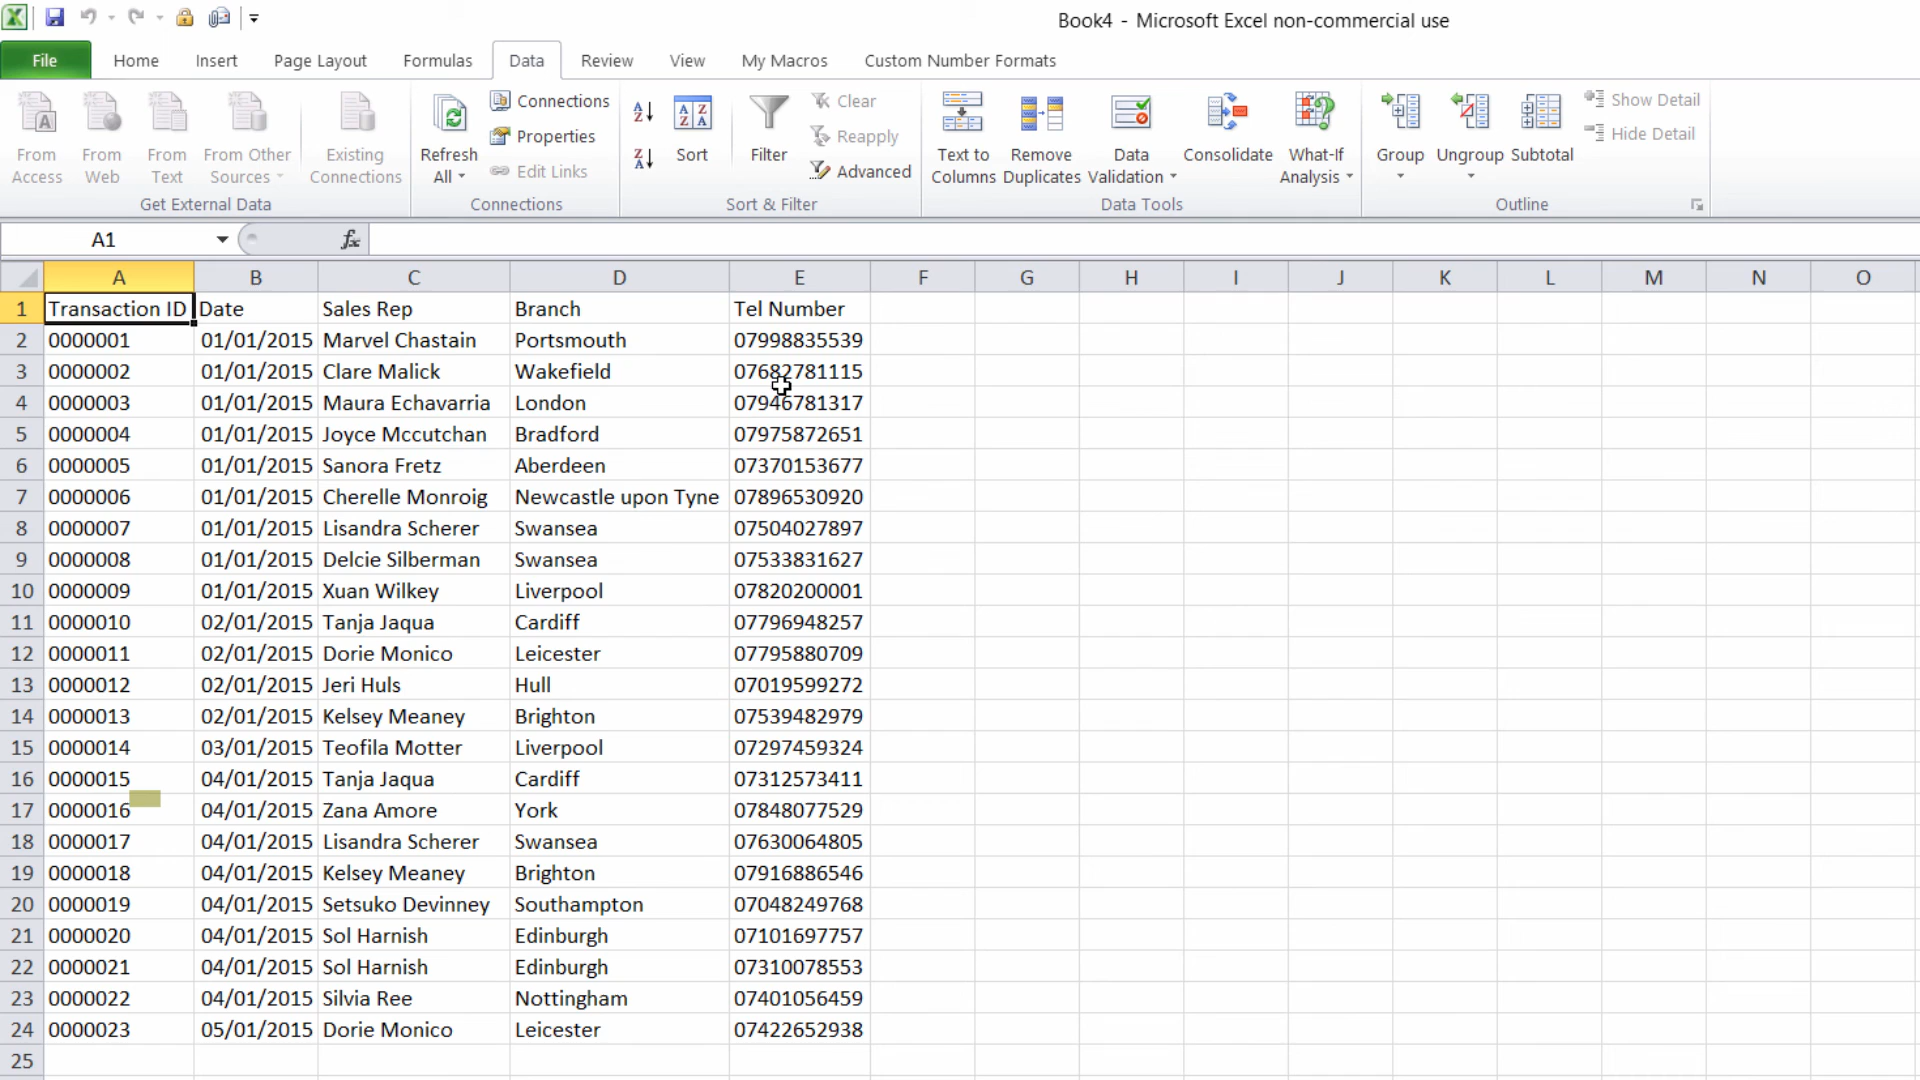 Book4 - Microsoft Excel non-commercial use
File Home Insert Page Layout Formulas Data Review View My Macros Custom Number Formats
From Access
From Web
From Text
From Other Sources
Existing Connections
Get External Data
Refresh All
Connections
Properties
Edit Links
Connections
Sort
Filter
Clear
Reapply
Advanced
Sort & Filter
Text to Columns
Remove Duplicates
Data Validation
Consolidate
What-If Analysis
Data Tools
Group
Ungroup
Subtotal
Show Detail
Hide Detail
Outline
A1 fx
A B C D E F G H I J K L M N O
1 Transaction ID Date Sales Rep Branch Tel Number
2 0000001 01/01/2015 Marvel Chastain Portsmouth 07998835539
3 0000002 01/01/2015 Clare Malick Wakefield 07682781115
4 0000003 01/01/2015 Maura Echavarria London 07946781317
5 0000004 01/01/2015 Joyce Mccutchan Bradford 07975872651
6 0000005 01/01/2015 Sanora Fretz Aberdeen 07370153677
7 0000006 01/01/2015 Cherelle Monroig Newcastle upon Tyne 07896530920
8 0000007 01/01/2015 Lisandra Scherer Swansea 07504027897
9 0000008 01/01/2015 Delcie Silberman Swansea 07533831627
10 0000009 01/01/2015 Xuan Wilkey Liverpool 07820200001
11 0000010 02/01/2015 Tanja Jaqua Cardiff 07796948257
12 0000011 02/01/2015 Dorie Monico Leicester 07795880709
13 0000012 02/01/2015 Jeri Huls Hull 07019599272
14 0000013 02/01/2015 Kelsey Meaney Brighton 07539482979
15 0000014 03/01/2015 Teofila Motter Liverpool 07297459324
16 0000015 04/01/2015 Tanja Jaqua Cardiff 07312573411
17 0000016 04/01/2015 Zana Amore York 07848077529
18 0000017 04/01/2015 Lisandra Scherer Swansea 07630064805
19 0000018 04/01/2015 Kelsey Meaney Brighton 07916886546
20 0000019 04/01/2015 Setsuko Devinney Southampton 07048249768
21 0000020 04/01/2015 Sol Harnish Edinburgh 07101697757
22 0000021 04/01/2015 Sol Harnish Edinburgh 07310078553
23 0000022 04/01/2015 Silvia Ree Nottingham 07401056459
24 0000023 05/01/2015 Dorie Monico Leicester 07422652938
25